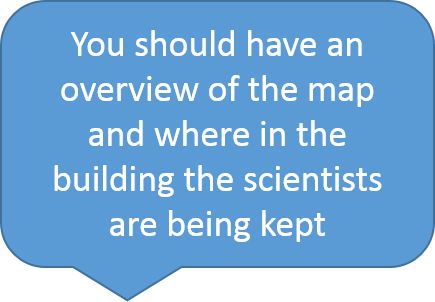 You should have an
overview of the map
and where in the
building the scientists
are being kept